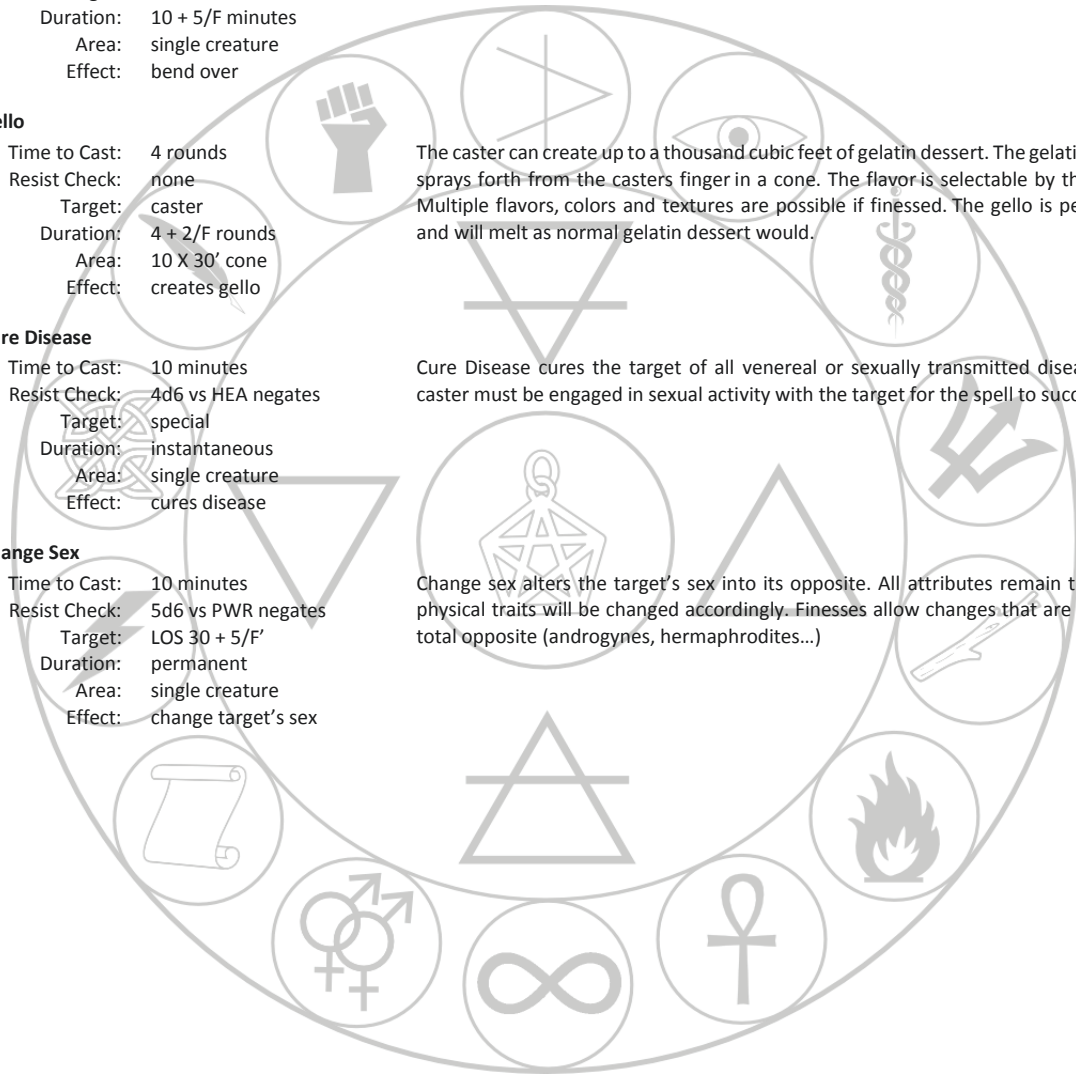 Duration: 10 + 5/F minutes
Area: single creature
Effect: bend over
ello
Time to Cast: 4 rounds
Resist Check: none
Target: caster
Duration: 4 + 2/F rounds
Area: 10 X 30’ cone
Effect: creates gello
The caster can create up to a thousand cubic feet of gelatin dessert. The gelati
sprays forth from the casters finger in a cone. The flavor is selectable by th
Multiple flavors, colors and textures are possible if finessed. The gello is pe
and will melt as normal gelatin dessert would.
re Disease
Time to Cast: 10 minutes
Resist Check: 4d6 vs HEA negates
Target: special
Duration: instantaneous
Area: single creature
Effect: cures disease
Cure Disease cures the target of all venereal or sexually transmitted disea
caster must be engaged in sexual activity with the target for the spell to succ
ange Sex
Time to Cast: 10 minutes
Resist Check: 5d6 vs PWR negates
Target: LOS 30 + 5/F’
Duration: permanent
Area: single creature
Effect: change target’s sex
Change sex alters the target’s sex into its opposite. All attributes remain t
physical traits will be changed accordingly. Finesses allow changes that are
total opposite (androgynes, hermaphrodites…)